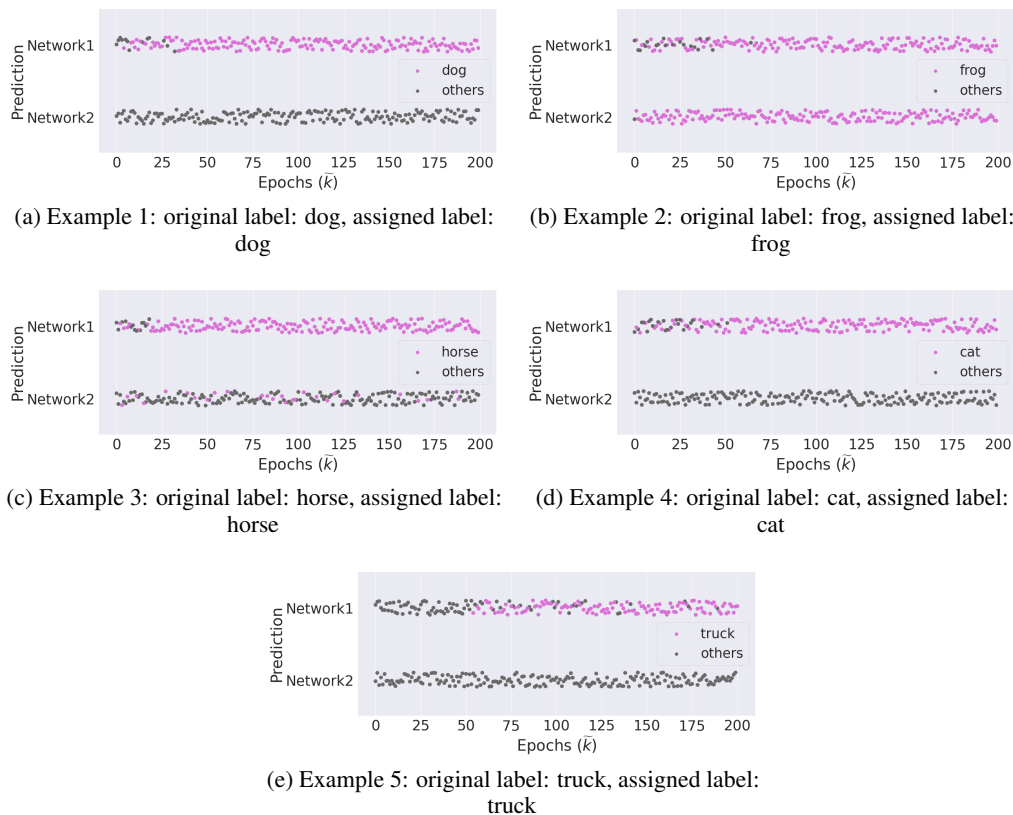 Prediction
Network1
Network2
dog
others
0 25 50 75 100 125 150 175 200
Epochs (k̃)
(a) Example 1: original label: dog, assigned label:
dog
Prediction
Network1
Network2
frog
others
0 25 50 75 100 125 150 175 200
Epochs (k̃)
(b) Example 2: original label: frog, assigned label:
frog
Prediction
Network1
Network2
horse
others
0 25 50 75 100 125 150 175 200
Epochs (k̃)
(c) Example 3: original label: horse, assigned label:
horse
Prediction
Network1
Network2
cat
others
0 25 50 75 100 125 150 175 200
Epochs (k̃)
(d) Example 4: original label: cat, assigned label:
cat
Prediction
Network1
Network2
truck
others
0 25 50 75 100 125 150 175 200
Epochs (k̃)
(e) Example 5: original label: truck, assigned label:
truck